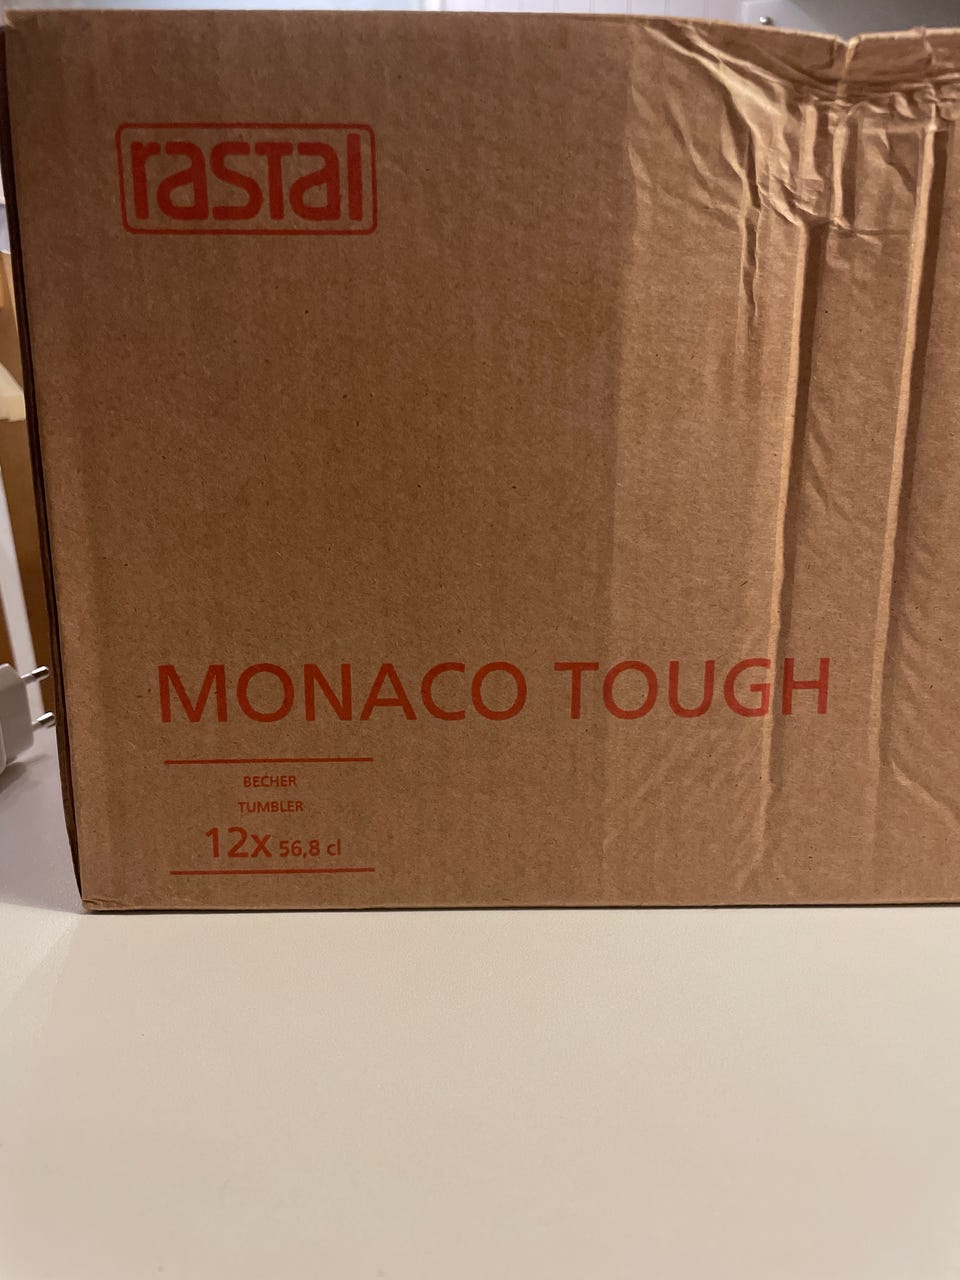 rastal
MONACO TOUGH
BECHER
TUMBLER
12x 56,8 cl